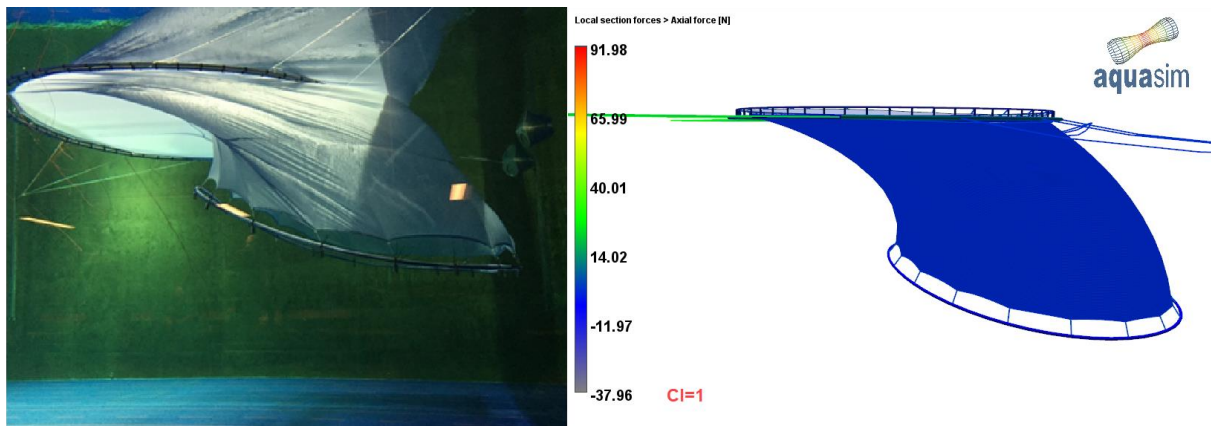 Local section forces > Axial force [N]
91.98
65.99
40.01
14.02
-11.97
-37.96
CI=1
aquasim